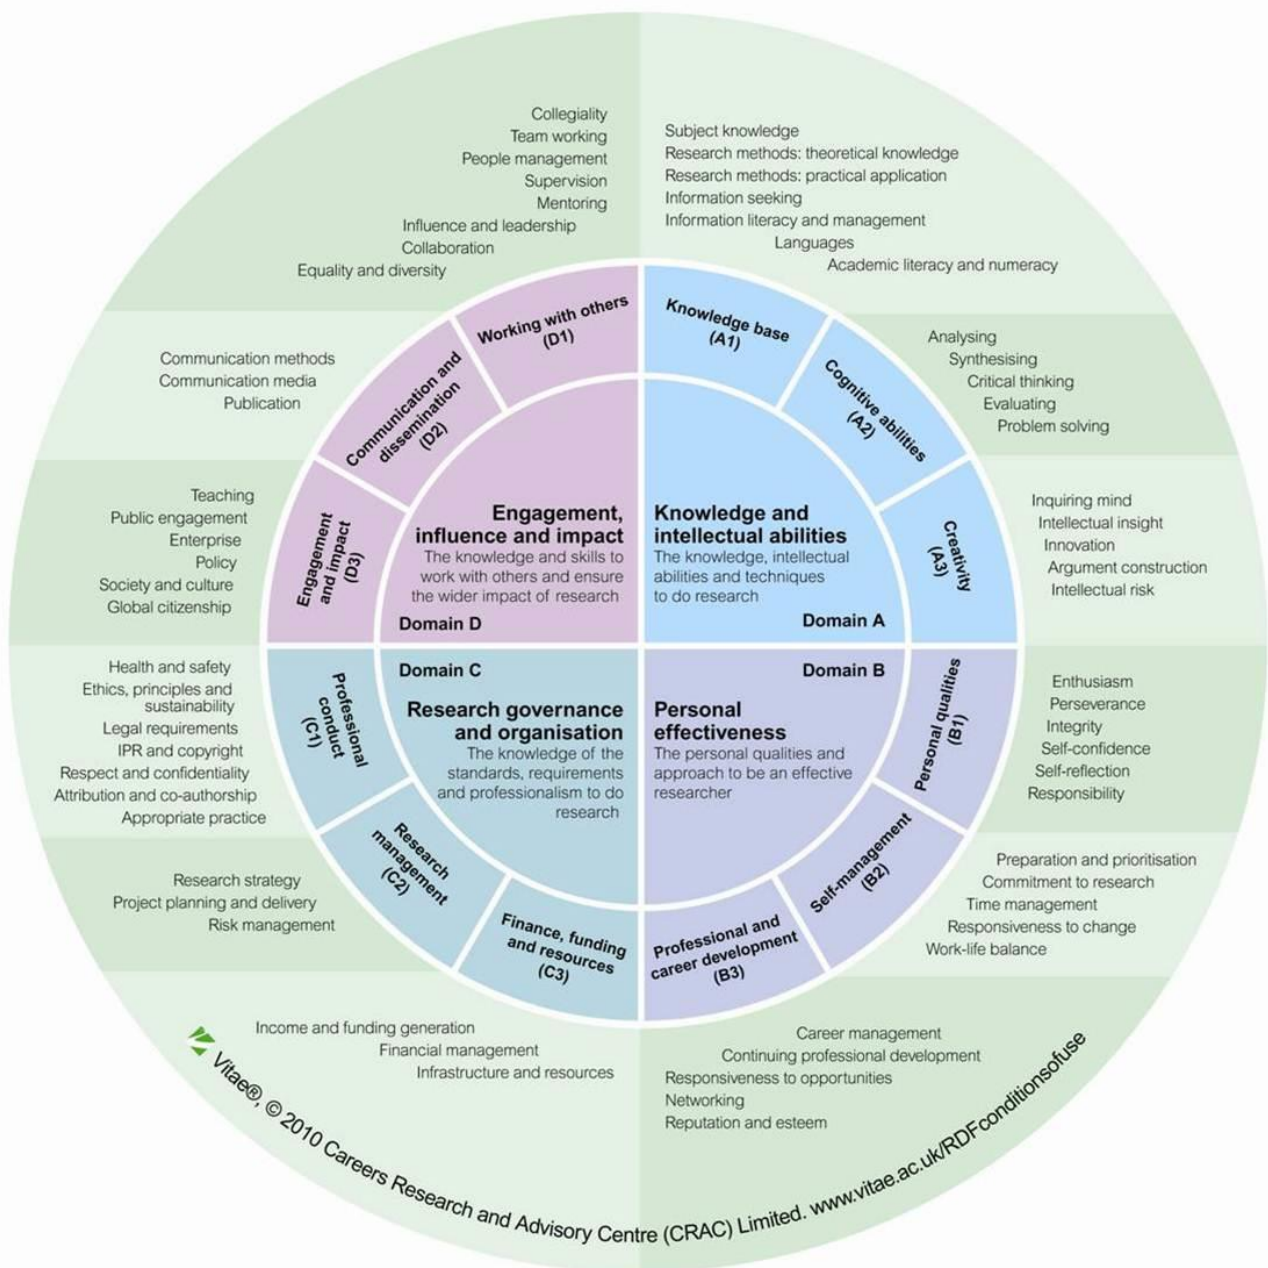 Collegiality
Team working
People management
Supervision
Mentoring
Influence and leadership
Collaboration
Equality and diversity
Subject knowledge
Research methods: theoretical knowledge
Research methods: practical application
Information seeking
Information literacy and management
Languages
Academic literacy and numeracy
Working with others
(D1)
Knowledge base
(A1)
Communication methods
Communication media
Publication
Communication and
dissemination
(D2)
Cognitive abilities
(A2)
Analysing
Synthesising
Critical thinking
Evaluating
Problem solving
Teaching
Public engagement
Enterprise
Policy
Society and culture
Global citizenship
Engagement
and impact
(D3)
Engagement,
influence and impact
The knowledge and skills to
work with others and ensure
the wider impact of research
Domain D
Knowledge and
intellectual abilities
The knowledge, intellectual
abilities and techniques
to do research
Domain A
Creativity
(A3)
Inquiring mind
Intellectual insight
Innovation
Argument construction
Intellectual risk
Health and safety
Ethics, principles and
sustainability
Legal requirements
IPR and copyright
Respect and confidentiality
Attribution and co-authorship
Appropriate practice
Professional
conduct
(C1)
Domain C
Research governance
and organisation
The knowledge of the
standards, requirements
and professionalism to do
research
Domain B
Personal
effectiveness
The personal qualities and
approach to be an effective
researcher
Personal qualities
(B1)
Enthusiasm
Perseverance
Integrity
Self-confidence
Self-reflection
Responsibility
Research strategy
Project planning and delivery
Risk management
Research
management
(C2)
Self-management
(B2)
Preparation and prioritisation
Commitment to research
Time management
Responsiveness to change
Work-life balance
Finance, funding
and resources
(C3)
Professional and
career development
(B3)
Income and funding generation
Financial management
Infrastructure and resources
Career management
Continuing professional development
Responsiveness to opportunities
Networking
Reputation and esteem
Vitae®, © 2010 Careers Research and Advisory Centre (CRAC) Limited. www.vitae.ac.uk/RDFconditionsofuse